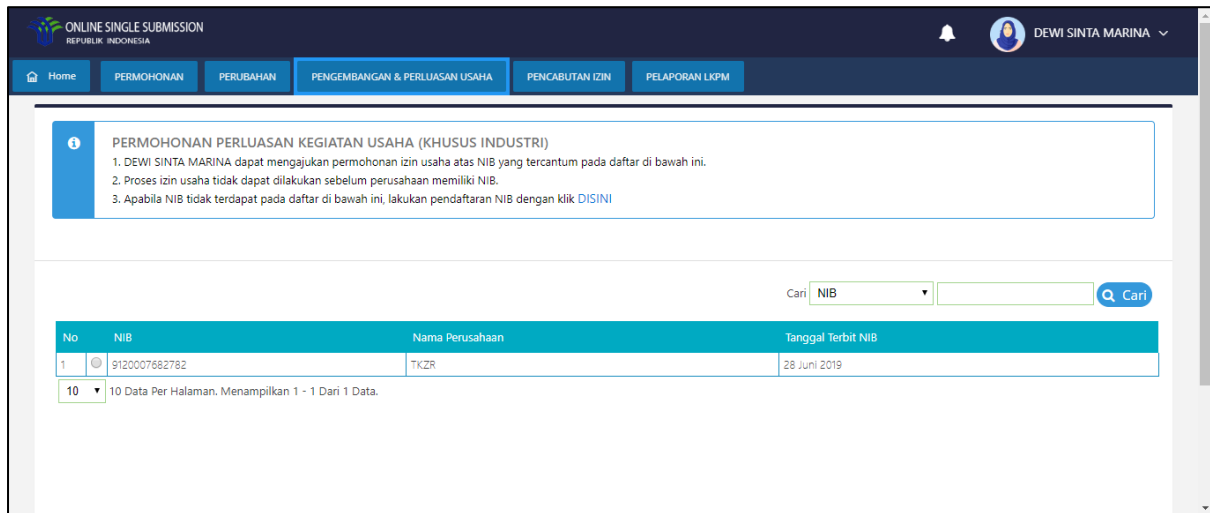 ONLINE SINGLE SUBMISSION
REPUBLIK INDONESIA
DEWI SINTA MARINA
Home PERMOHONAN PERUBAHAN PENGEMBANGAN & PERLUASAN USAHA PENCABUTAN IZIN PELAPORAN LKPM
PERMOHONAN PERLUASAN KEGIATAN USAHA (KHUSUS INDUSTRI)
1. DEWI SINTA MARINA dapat mengajukan permohonan izin usaha atas NIB yang tercantum pada daftar di bawah ini.
2. Proses izin usaha tidak dapat dilakukan sebelum perusahaan memiliki NIB.
3. Apabila NIB tidak terdapat pada daftar di bawah ini, lakukan pendaftaran NIB dengan klik DISINI
Cari NIB Cari
No NIB Nama Perusahaan Tanggal Terbit NIB
1 9120007682782 TKZR 28 Juni 2019
10 10 Data Per Halaman. Menampilkan 1 - 1 Dari 1 Data.